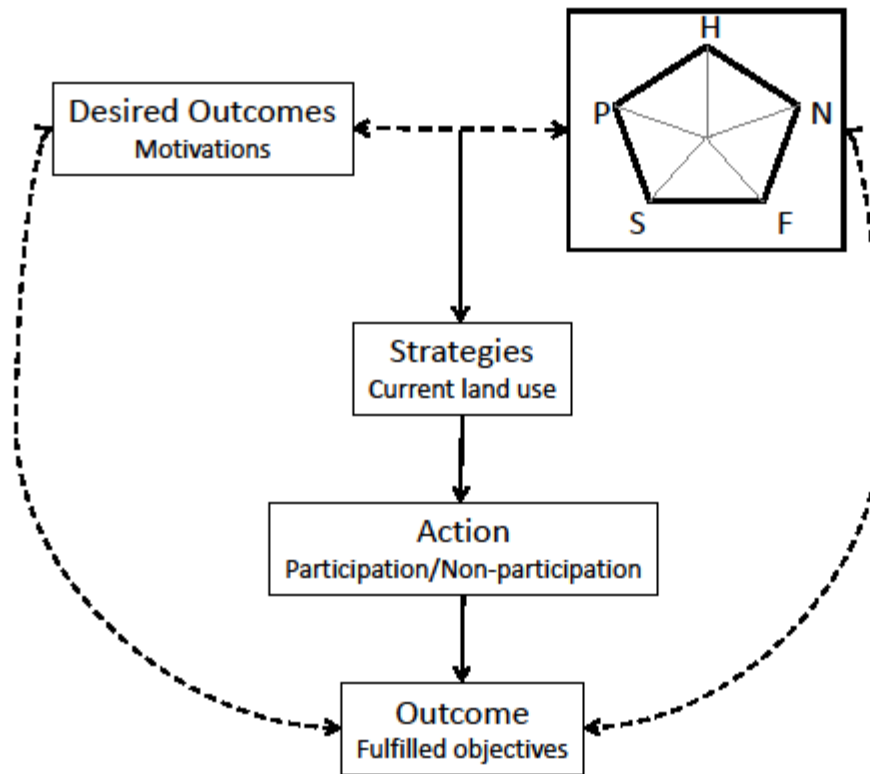 H
Desired Outcomes
Motivations
P
N
S
F
Strategies
Current land use
Action
Participation/Non-participation
Outcome
Fulfilled objectives